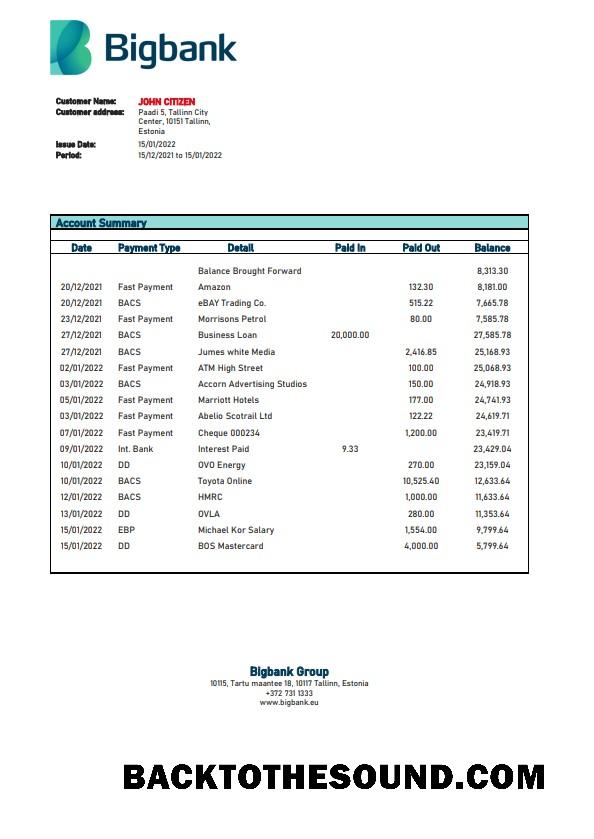 Bigbank
Customer Name: JOHN CITIZEN
Customer address: Paadi 5, Tallinn City
Center, 10151 Tallinn,
Estonia
Issue Date: 15/01/2022
Period: 15/12/2021 to 15/01/2022
Account Summary
Date Payment Type Detail Paid In Paid Out Balance
Balance Brought Forward 8,313.30
20/12/2021 Fast Payment Amazon 132.30 8,181.00
20/12/2021 BACS eBAY Trading Co. 515.22 7,665.78
23/12/2021 Fast Payment Morrisons Petrol 80.00 7,585.78
27/12/2021 BACS Business Loan 20,000.00 27,585.78
27/12/2021 BACS Jumes white Media 2,416.85 25,168.93
02/01/2022 Fast Payment ATM High Street 100.00 25,068.93
03/01/2022 BACS Accorn Advertising Studios 150.00 24,918.93
05/01/2022 Fast Payment Marriott Hotels 177.00 24,741.93
03/01/2022 Fast Payment Abelio Scotrail Ltd 122.22 24,619.71
07/01/2022 Fast Payment Cheque 000234 1,200.00 23,419.71
09/01/2022 Int. Bank Interest Paid 9.33 23,429.04
10/01/2022 DD OVO Energy 270.00 23,159.04
10/01/2022 BACS Toyota Online 10,525.40 12,633.64
12/01/2022 BACS HMRC 1,000.00 11,633.64
13/01/2022 DD OVLA 280.00 11,353.64
15/01/2022 EBP Michael Kor Salary 1,554.00 9,799.64
15/01/2022 DD BOS Mastercard 4,000.00 5,799.64
Bigbank Group
10115, Tartu maantee 18, 10117 Tallinn, Estonia
+372 731 1333
www.bigbank.eu
BACKTOTHESOUND.COM